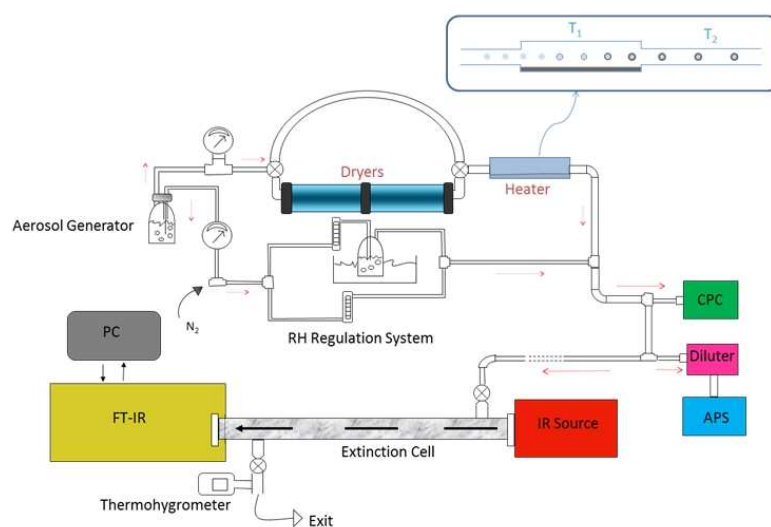 T₁
T₂
Dryers
Heater
Aerosol Generator
N₂
RH Regulation System
CPC
PC
Diluter
FT-IR
IR Source
APS
Extinction Cell
Thermohygrometer
Exit